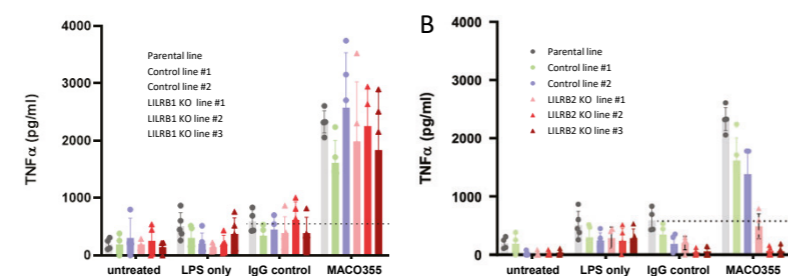 4000
3000
2000
1000
0
TNFα (pg/ml)
Parental line
Control line #1
Control line #2
LILRB1 KO line #1
LILRB1 KO line #2
LILRB1 KO line #3
untreated LPS only IgG control MACO355
B
4000
3000
2000
1000
0
TNFα (pg/ml)
Parental line
Control line #1
Control line #2
LILRB2 KO line #1
LILRB2 KO line #2
LILRB2 KO line #3
untreated LPS only IgG control MACO355